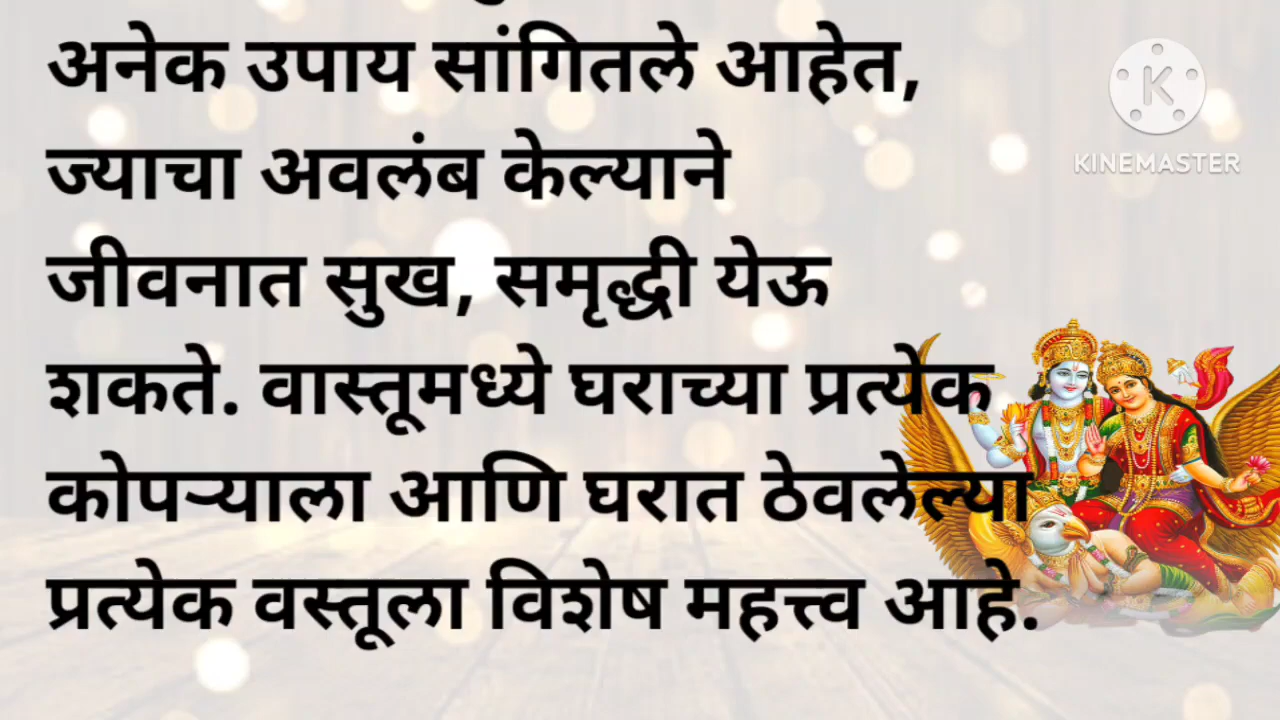 अनेक उपाय सांगितले आहेत,
ज्याचा अवलंब केल्याने
जीवनात सुख, समृद्धी येऊ
शकते. वास्तूमध्ये घराच्या प्रत्येक
कोपऱ्याला आणि घरात ठेवलेल्या
प्रत्येक वस्तूला विशेष महत्त्व आहे.
K
KINEMASTER